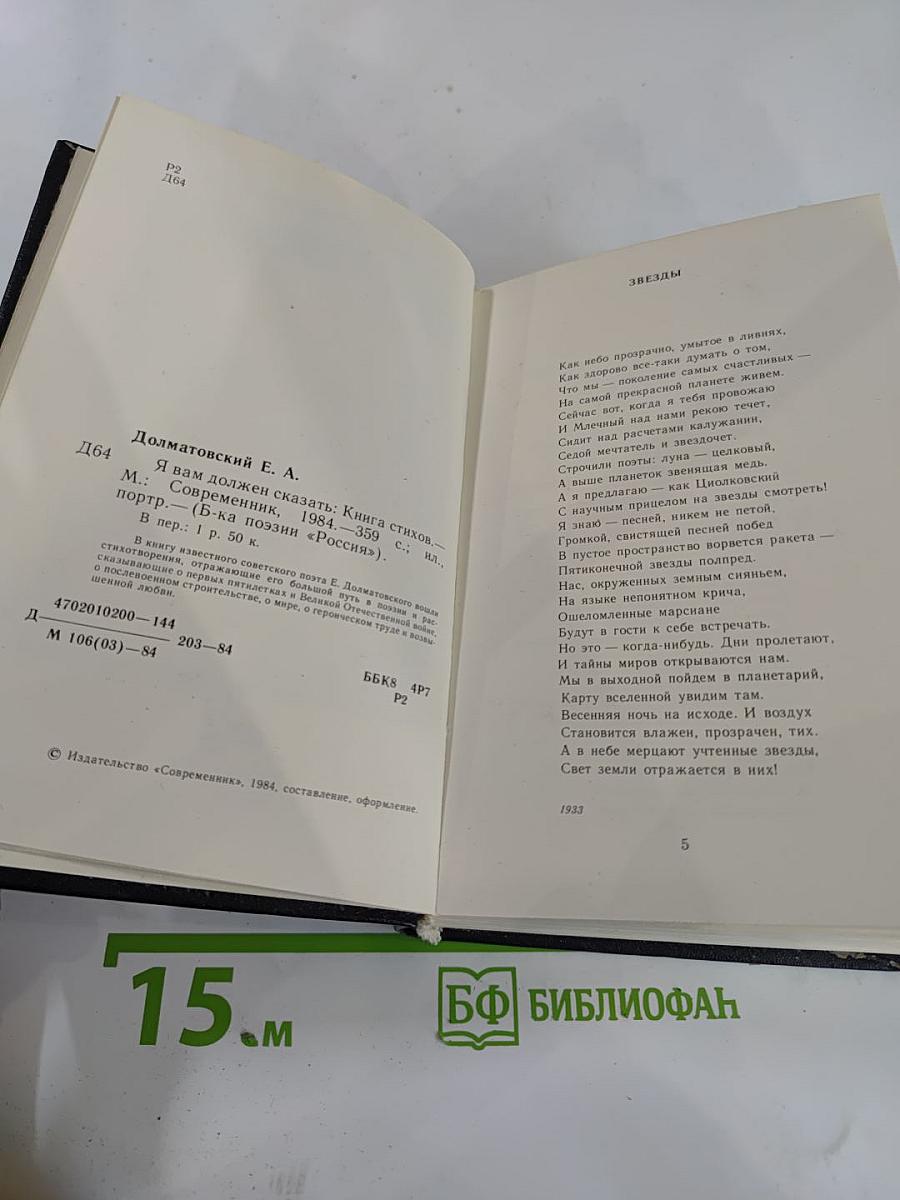 Р2
Д64
Долматовский Е. А.
Д64
Я вам должен сказать: Книга стихов.—
М.: Современник, 1984.—359 с.; ил.,
портр.— (Б-ка поэзии «Россия»).
В пер.: 1 р. 50 к.
В книгу известного советского поэта Е. Долматовского вошли
стихотворения, отражающие его большой путь в поэзии и рас-
сказывающие о первых пятилетках и Великой Отечественной войне,
о послевоенном строительстве, о мире, о героическом труде и возвы-
шенной любви.
4702010200—144
Д
203—84
М 106(03)—84
ББК8 4Р7
Р2
© Издательство «Современник», 1984, составление, оформление.
ЗВЕЗДЫ
Как небо прозрачно, умытое в ливнях,
Как здорово все-таки думать о том,
Что мы — поколение самых счастливых —
На самой прекрасной планете живем.
Сейчас вот, когда я тебя провожаю
И Млечный над нами рекою течет,
Сидит над расчетами калужанин,
Седой мечтатель и звездочет.
Строчили поэты: луна — целковый,
А выше планеток звенящая медь.
А я предлагаю — как Циолковский
С научным прицелом на звезды смотреть!
Я знаю — песней, никем не петой,
Громкой, свистящей песней побед
В пустое пространство ворвется ракета —
Пятиконечной звезды полпред.
Нас, окруженных земным сияньем,
На языке непонятном крича,
Ошеломленные марсиане
Будут в гости к себе встречать.
Но это — когда-нибудь. Дни пролетают,
И тайны миров открываются нам.
Мы в выходной пойдем в планетарий,
Карту вселенной увидим там.
Весенняя ночь на исходе. И воздух
Становится влажен, прозрачен, тих.
А в небе мерцают учтенные звезды,
Свет земли отражается в них!
1933
5
15 см
БФ БИБЛИОФАН